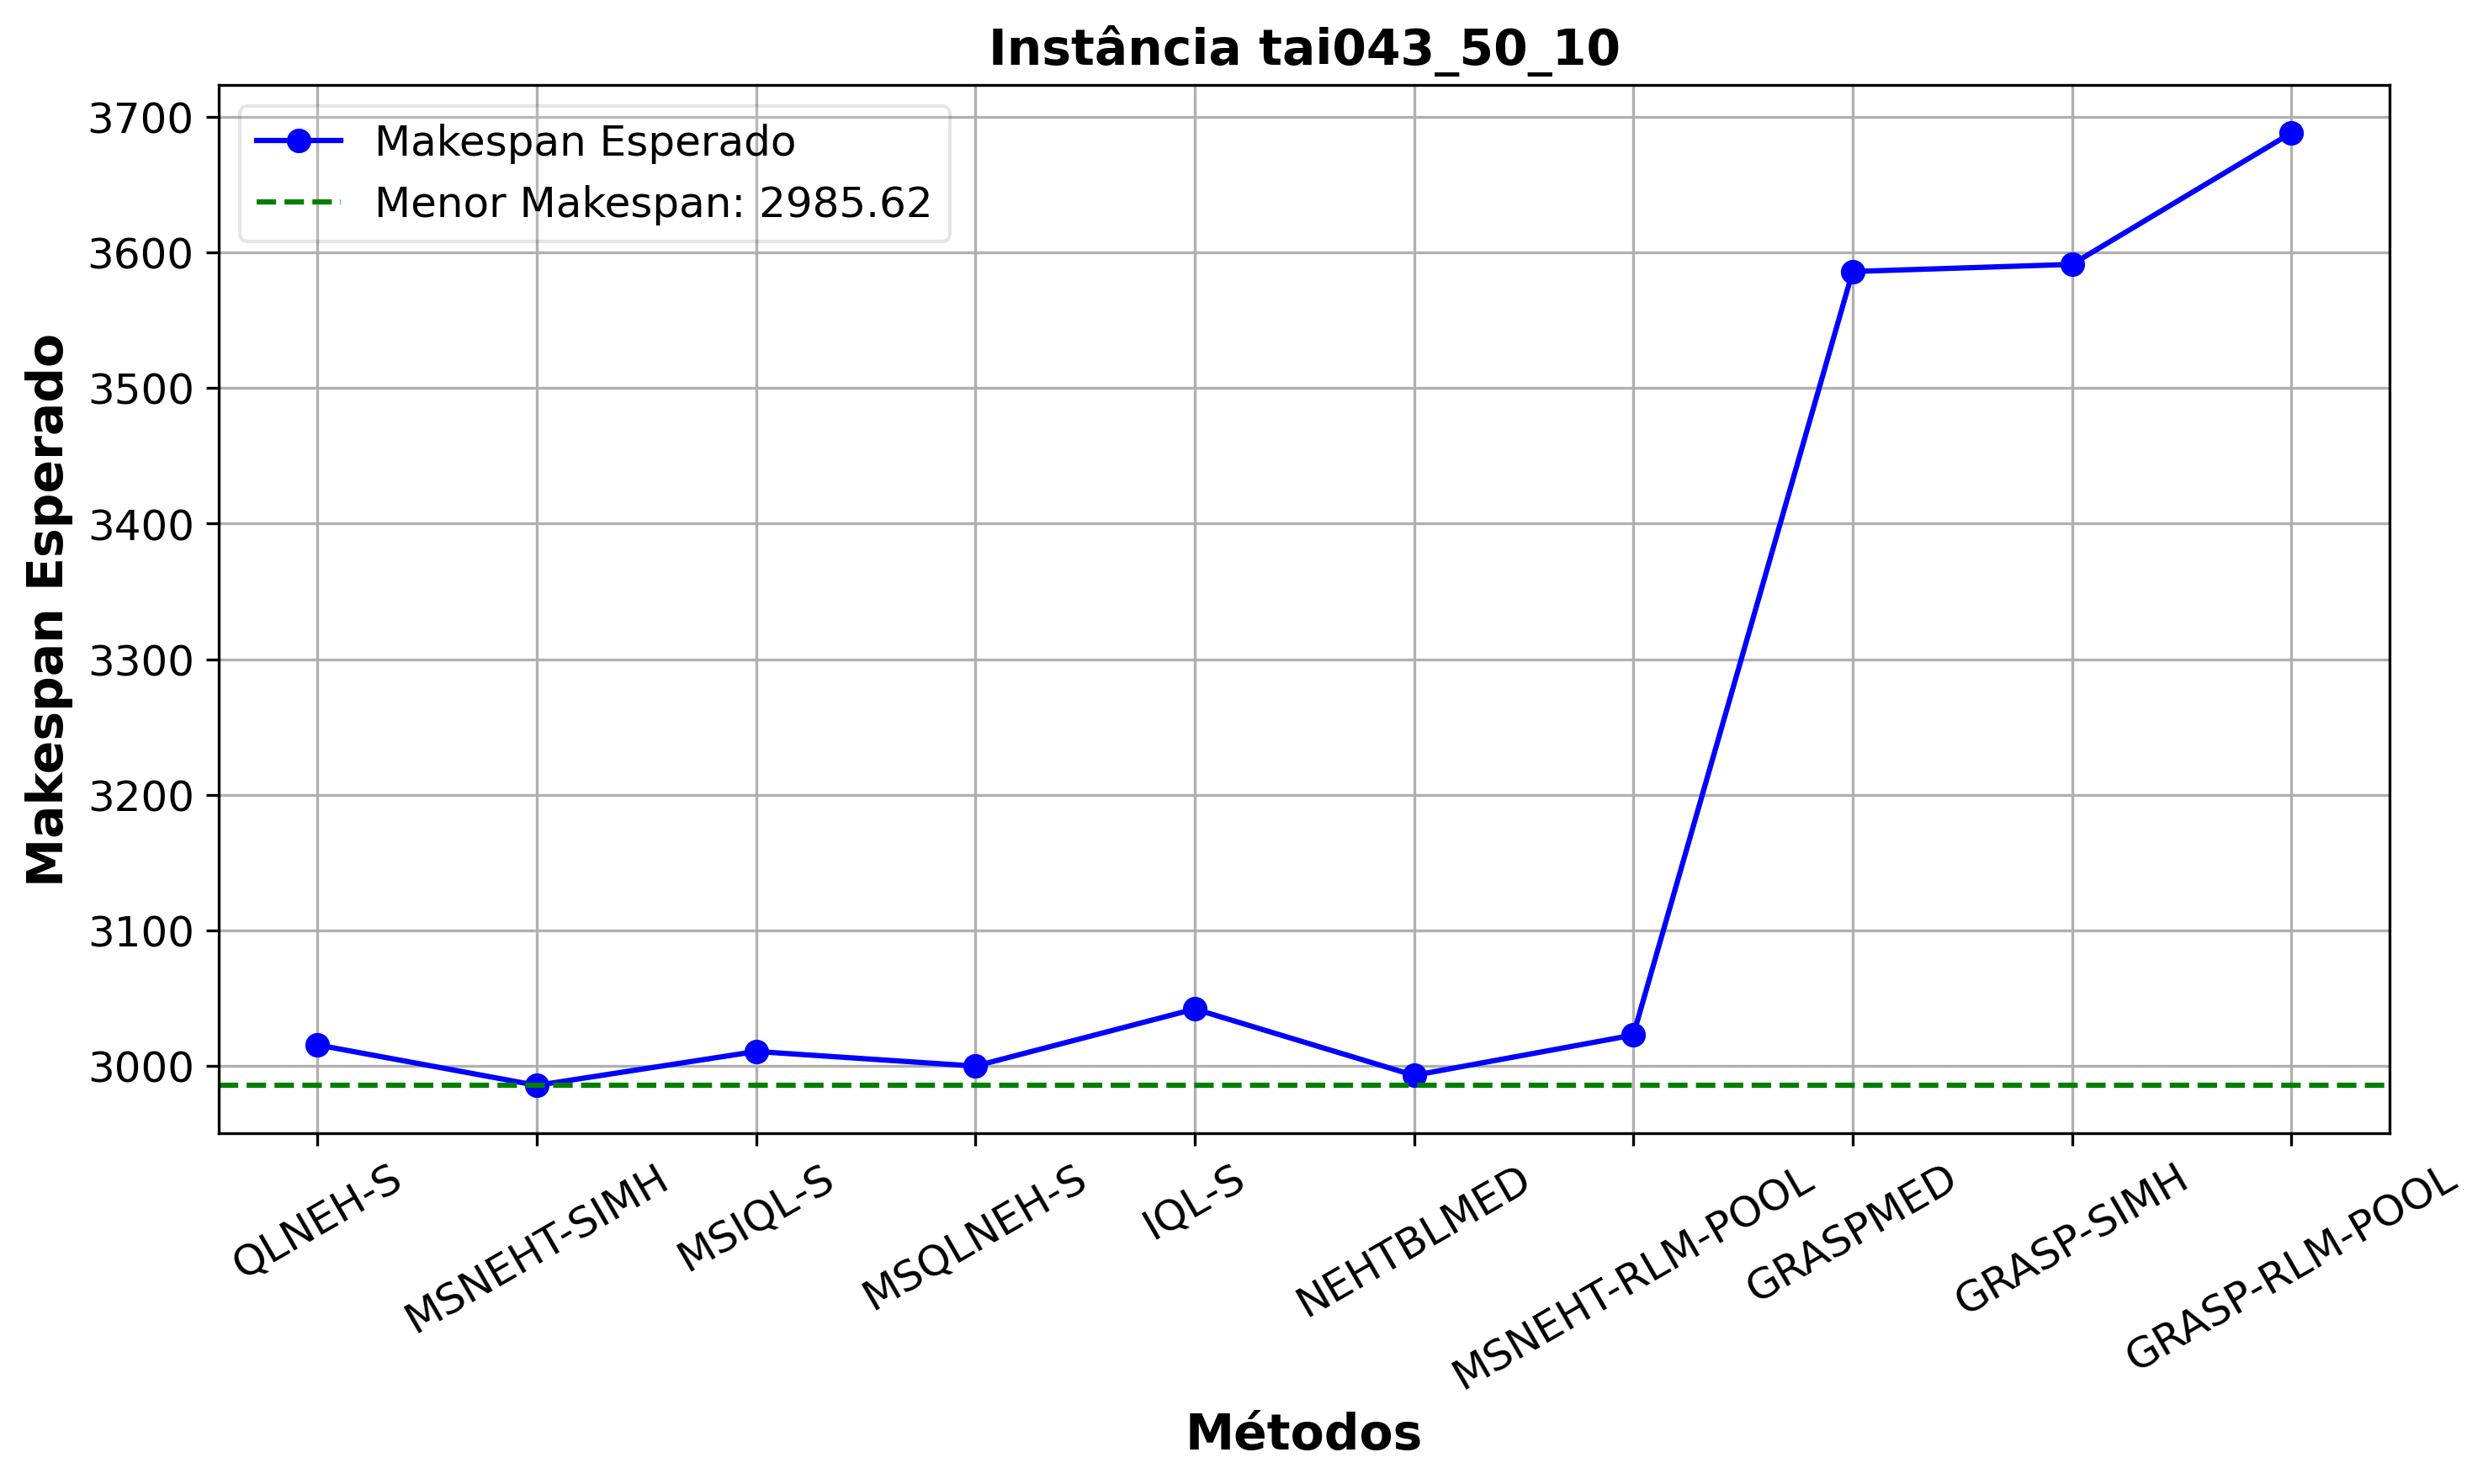 Instância tai043_50_10
Makespan Esperado
Menor Makespan: 2985.62
Makespan Esperado
3700
3600
3500
3400
3300
3200
3100
3000
QLNEH-S
MSNEHT-SIMH
MSIQL-S
MSQLNEH-S
IQL-S
NEHTBLMED
MSNEHT-RLM-POOL
GRASPMED
GRASP-SIMH
GRASP-RLM-POOL
Métodos